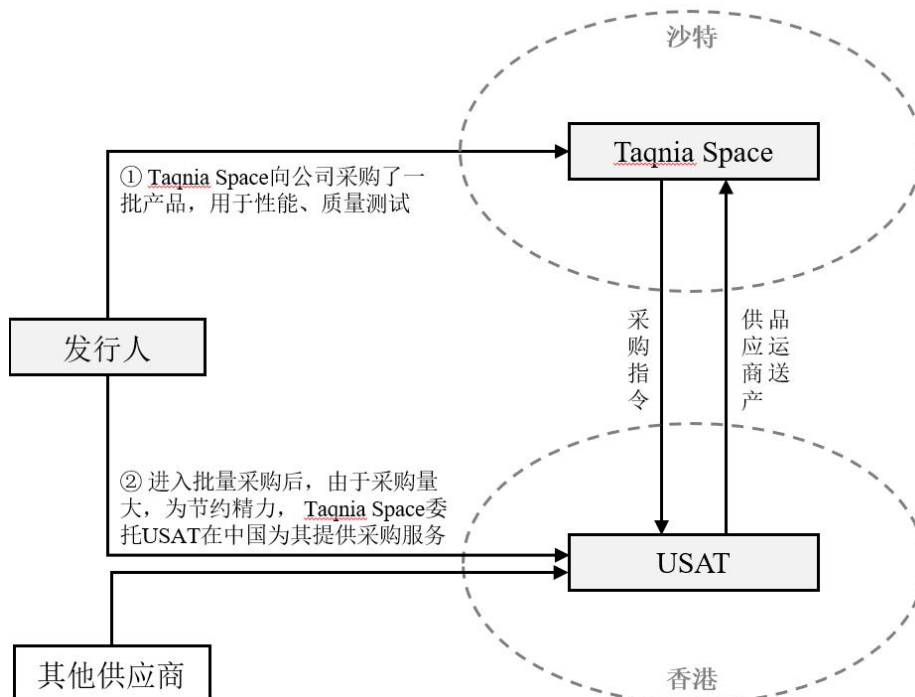 沙特
Taqnia Space
① Taqnia Space向公司采购了一
批产品，用于性能、质量测试
发行人
采购指令
供应商产
品运送
② 进入批量采购后，由于采购量
大，为节约精力， Taqnia Space委
托USAT在中国为其提供采购服务
USAT
其他供应商
香港